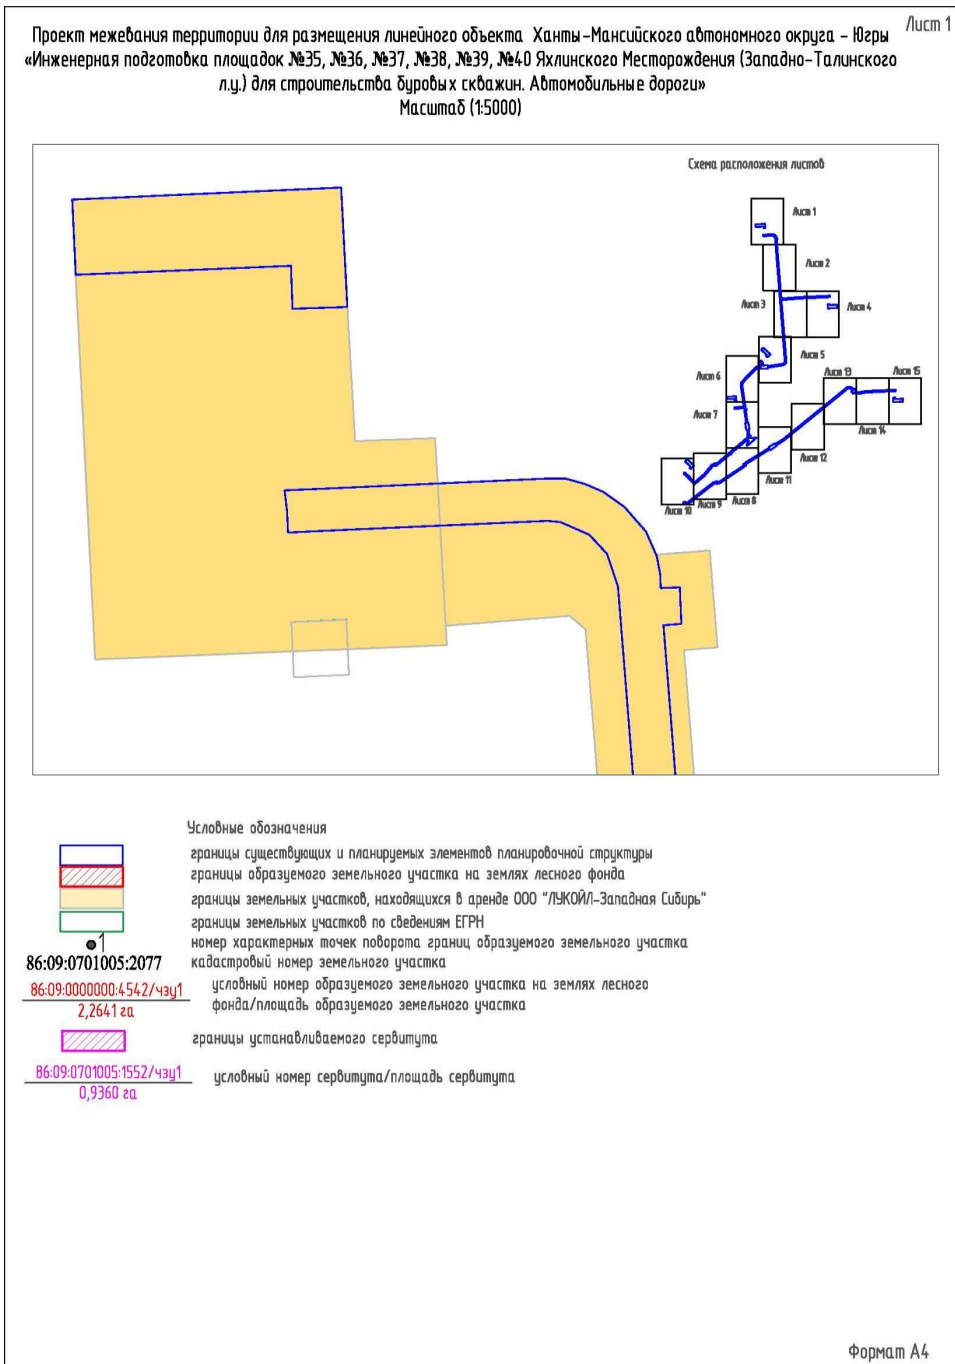 Лист 1
Проект межевания территории для размещения линейного объекта Ханты-Мансийского автономного округа - Югры
«Инженерная подготовка площадок №35, №36, №37, №38, №39, №40 Яхлинского Месторождения (Западно-Талинского
л.у.) для строительства буровых скважин. Автомобильные дороги»
Масштаб (1:5000)
Схема расположения листов
Лист 1
Лист 2
Лист 3
Лист 4
Лист 5
Лист 6
Лист 13
Лист 15
Лист 7
Лист 14
Лист 12
Лист 11
Лист 10
Лист 9
Лист 8
Условные обозначения
границы существующих и планируемых элементов планировочной структуры
границы образуемого земельного участка на землях лесного фонда
границы земельных участков, находящихся в аренде ООО "ЛУКОЙЛ-Западная Сибирь"
границы земельных участков по сведениям ЕГРН
1
номер характерных точек поворота границ образуемого земельного участка
86:09:0701005:2077 кадастровый номер земельного участка
86:09:0000000:4542/чзу1 условный номер образуемого земельного участка на землях лесного
2,2641 га фонда/площадь образуемого земельного участка
границы устанавливаемого сервитута
86:09:0701005:1552/чзу1 условный номер сервитута/площадь сервитута
0,9360 га
Формат А4